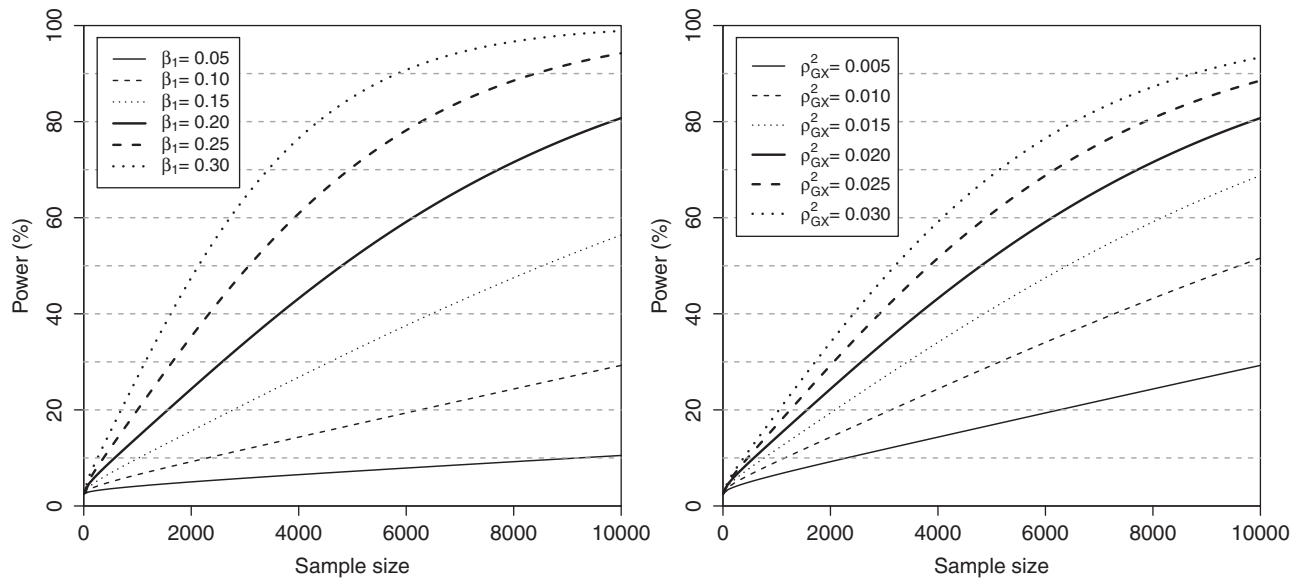 100
80
60
40
20
0
Power (%)
β1= 0.05
β1= 0.10
β1= 0.15
β1= 0.20
β1= 0.25
β1= 0.30
0 2000 4000 6000 8000 10000
Sample size
100
80
60
40
20
0
Power (%)
ρ²GX= 0.005
ρ²GX= 0.010
ρ²GX= 0.015
ρ²GX= 0.020
ρ²GX= 0.025
ρ²GX= 0.030
0 2000 4000 6000 8000 10000
Sample size